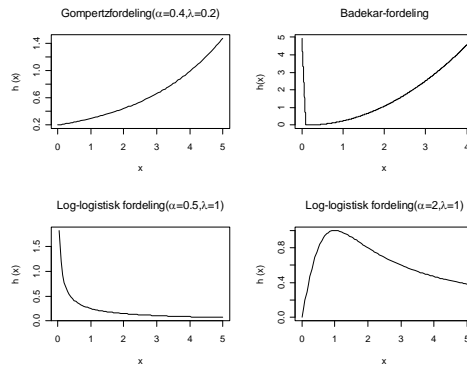 Gompertzfordeling(α=0.4,λ=0.2)
h (x)
0.2 0.6 1.0 1.4
0 1 2 3 4 5
x
Badekar-fordeling
h(x)
0 1 2 3 4 5
0 1 2 3 4
x
Log-logistisk fordeling(α=0.5,λ=1)
h (x)
0.0 0.5 1.0 1.5
0 1 2 3 4 5
x
Log-logistisk fordeling(α=2,λ=1)
h (x)
0.0 0.4 0.8
0 1 2 3 4 5
x